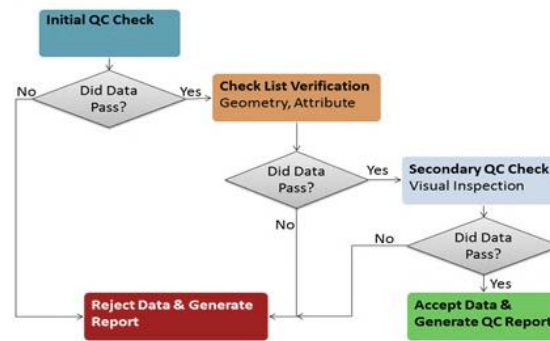 Initial QC Check
No
Did Data
Pass?
Yes
Check List Verification
Geometry, Attribute
Did Data
Pass?
Yes
Secondary QC Check
Visual Inspection
No
No
Did Data
Pass?
Yes
Reject Data & Generate
Report
Accept Data &
Generate QC Report